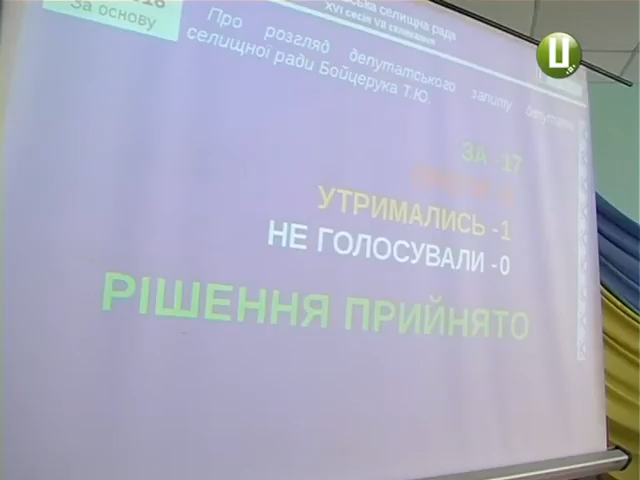 За основу
селищна рада
XVI сесія VII скликання
Про розгляд депутатського запиту депутата
селищної ради Бойцерука Т.Ю.
ЗА -17
УТРИМАЛИСЬ -1
НЕ ГОЛОСУВАЛИ -0
РІШЕННЯ ПРИЙНЯТО
Ц